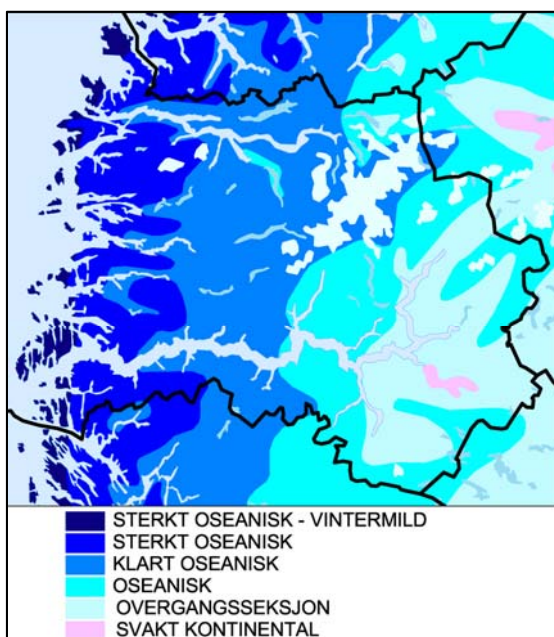 STERKT OSEANISK - VINTERMILD
STERKT OSEANISK
KLART OSEANISK
OSEANISK
OVERGANGSSEKSJON
SVAKT KONTINENTAL